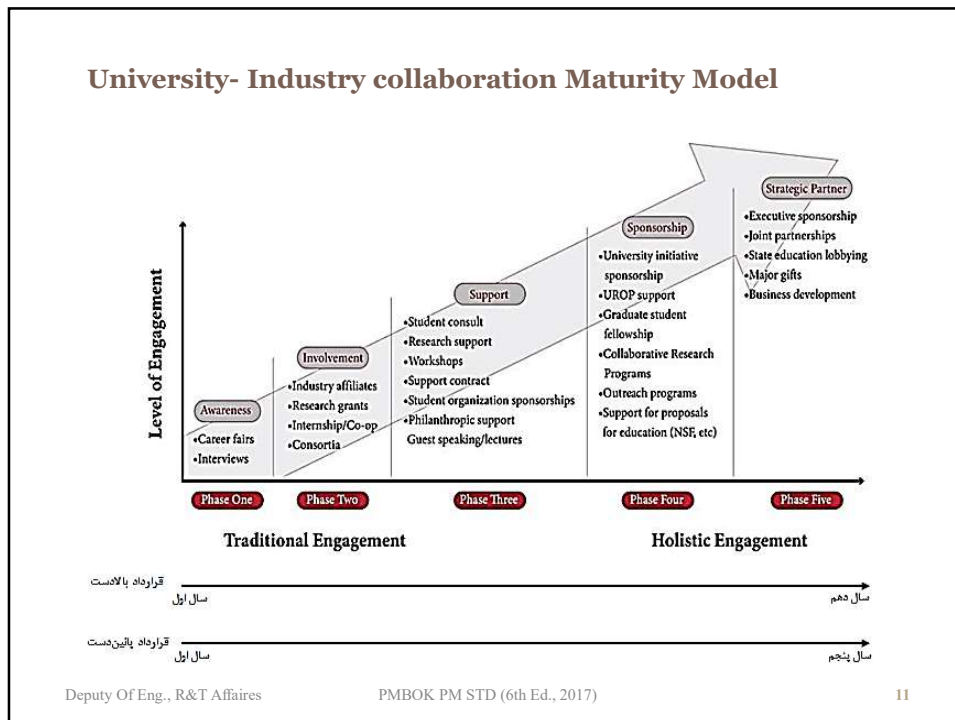 University- Industry collaboration Maturity Model
Level of Engagement
Awareness
•Career fairs
•Interviews
Involvement
•Industry affiliates
•Research grants
•Internship/Co-op
•Consortia
Support
•Student consult
•Research support
•Workshops
•Support contract
•Student organization sponsorships
•Philanthropic support
Guest speaking/lectures
Sponsorship
•University initiative
sponsorship
•UROP support
•Graduate student
fellowship
•Collaborative Research
Programs
•Outreach programs
•Support for proposals
for education (NSF, etc)
Strategic Partner
•Executive sponsorship
•Joint partnerships
•State education lobbying
•Major gifts
•Business development
Phase One
Phase Two
Phase Three
Phase Four
Phase Five
Traditional Engagement
Holistic Engagement
قرارداد بالادست
سال اول
سال دهم
قرارداد پائین‌دست
سال اول
سال پنجم
Deputy Of Eng., R&T Affaires
PMBOK PM STD (6th Ed., 2017)
11